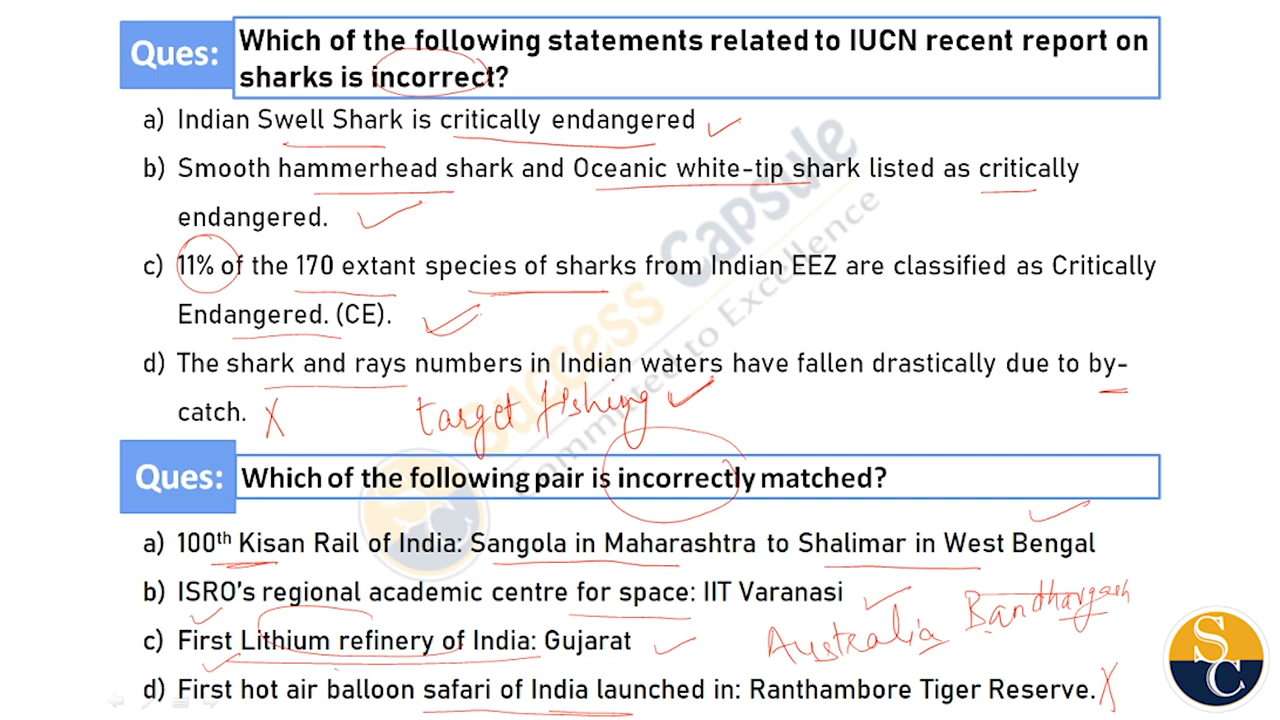 Ques: Which of the following statements related to IUCN recent report on
sharks is incorrect?
a) Indian Swell Shark is critically endangered
b) Smooth hammerhead shark and Oceanic white-tip shark listed as critically
endangered.
c) 11% of the 170 extant species of sharks from Indian EEZ are classified as Critically
Endangered. (CE).
d) The shark and rays numbers in Indian waters have fallen drastically due to by-
catch.
target fishing
Success Capsule
Committed to Excellence
Ques: Which of the following pair is incorrectly matched?
a) 100th Kisan Rail of India: Sangola in Maharashtra to Shalimar in West Bengal
b) ISRO's regional academic centre for space: IIT Varanasi
Bandhavgarh
c) First Lithium refinery of India: Gujarat
Australia
d) First hot air balloon safari of India launched in: Ranthambore Tiger Reserve.
SC